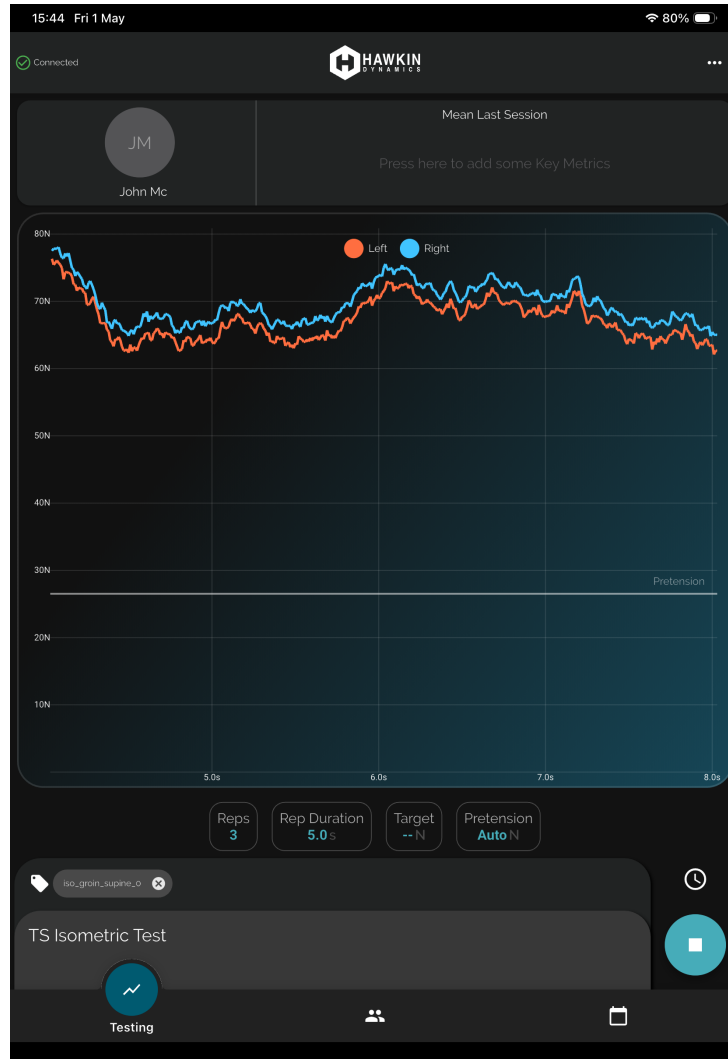 15:44 Fri 1 May
80%
Connected
HAWKIN
DYNAMICS
JM
John Mc
Mean Last Session
Press here to add some Key Metrics
Left Right
80N
70N
60N
50N
40N
30N
Pretension
20N
10N
5.0s 6.0s 7.0s 8.0s
Reps
3
Rep Duration
5.0 s
Target
-- N
Pretension
Auto N
iso_groin_supine_0
TS Isometric Test
Testing